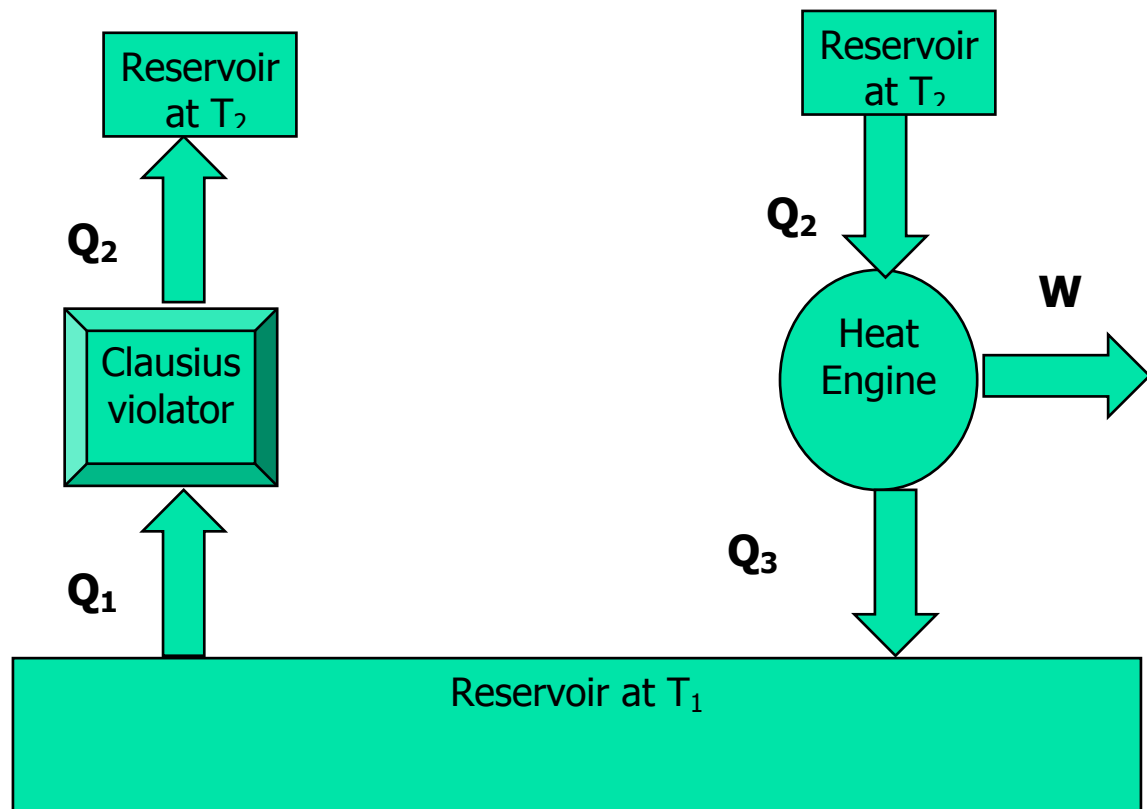 Reservoir
at T₂
Reservoir
at T₂
Q₂
Q₂
W
Clausius
violator
Heat
Engine
Q₁
Q₃
Reservoir at T₁